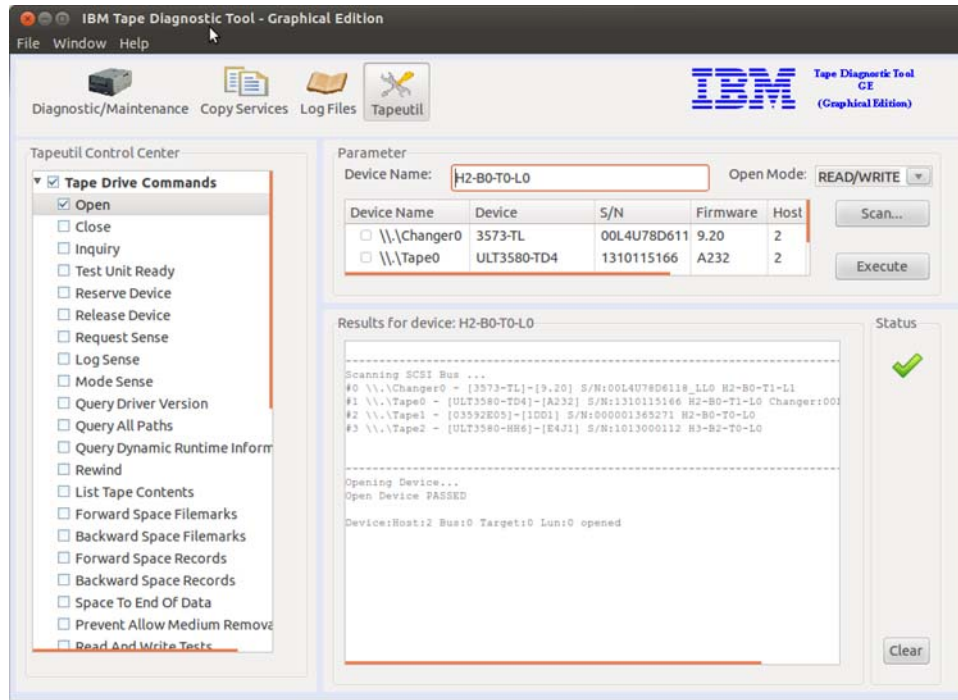 IBM Tape Diagnostic Tool - Graphical Edition
File Window Help
Diagnostic/Maintenance Copy Services Log Files Tapeutil
IBM
Tape Diagnostic Tool
GE
(Graphical Edition)
Tapeutil Control Center
Tape Drive Commands
Open
Close
Inquiry
Test Unit Ready
Reserve Device
Release Device
Request Sense
Log Sense
Mode Sense
Query Driver Version
Query All Paths
Query Dynamic Runtime Inform
Rewind
List Tape Contents
Forward Space Filemarks
Backward Space Filemarks
Forward Space Records
Backward Space Records
Space To End Of Data
Prevent Allow Medium Remova
Read And Write Tests
Parameter
Device Name: H2-B0-T0-L0 Open Mode: READ/WRITE
Device Name Device S/N Firmware Host
\\.\Changer0 3573-TL 00L4U78D611 9.20 2
\\.\Tape0 ULT3580-TD4 1310115166 A232 2
Scan...
Execute
Results for device: H2-B0-T0-L0
Scanning SCSI Bus ...
#0 \\.\Changer0 - [3573-TL]-[9.20] S/N:00L4U78D6118_LL0 H2-B0-T1-L1
#1 \\.\Tape0 - [ULT3580-TD4]-[A232] S/N:1310115166 H2-B0-T1-L0 Changer:00
#2 \\.\Tape1 - [03592E05]-[1DD1] S/N:000001365271 H2-B0-T0-L0
#3 \\.\Tape2 - [ULT3580-HH6]-[E4J1] S/N:1013000112 H3-B2-T0-L0
Opening Device...
Open Device PASSED
Device:Host:2 Bus:0 Target:0 Lun:0 opened
Status
Clear